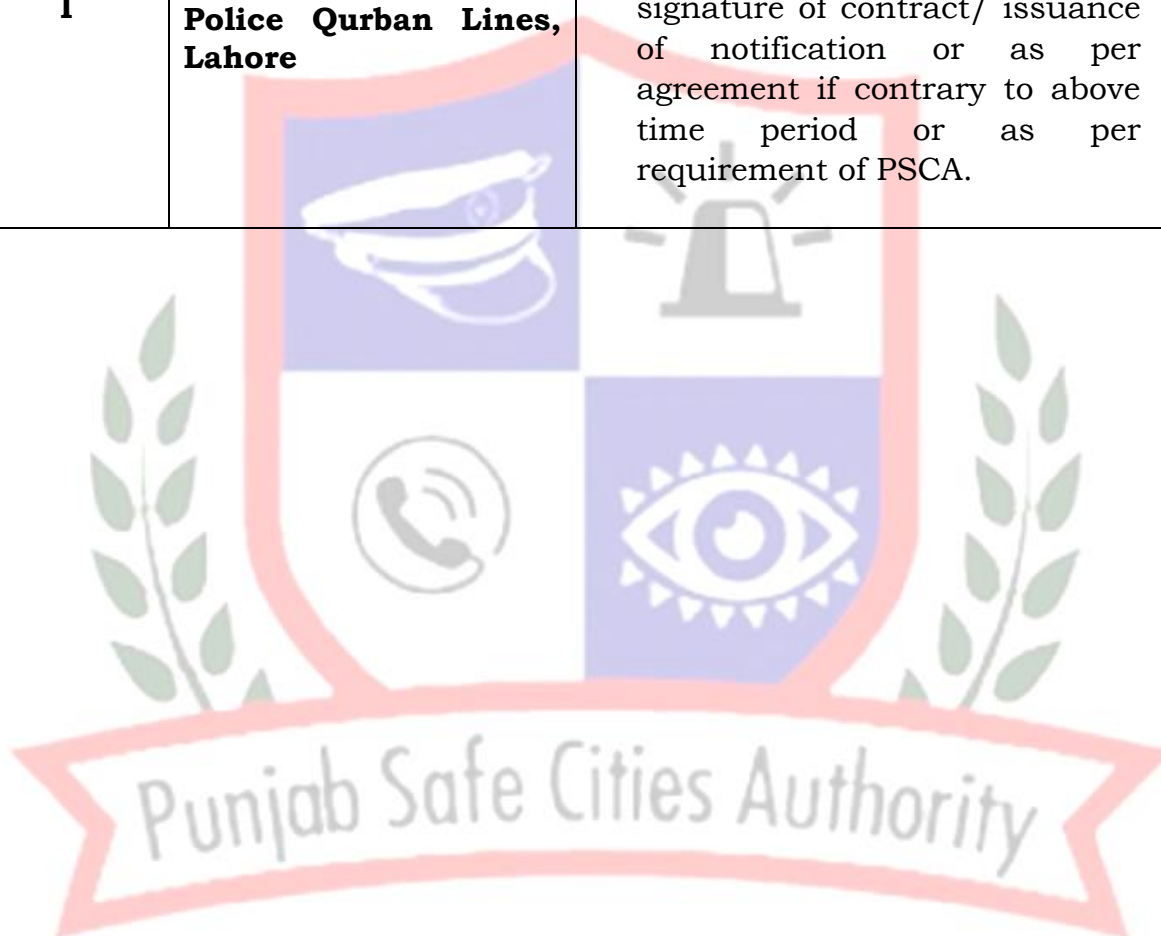 1
Police Qurban Lines,
Lahore
signature of contract/ issuance
of notification or as per
agreement if contrary to above
time period or as per
requirement of PSCA.
Punjab Safe Cities Authority